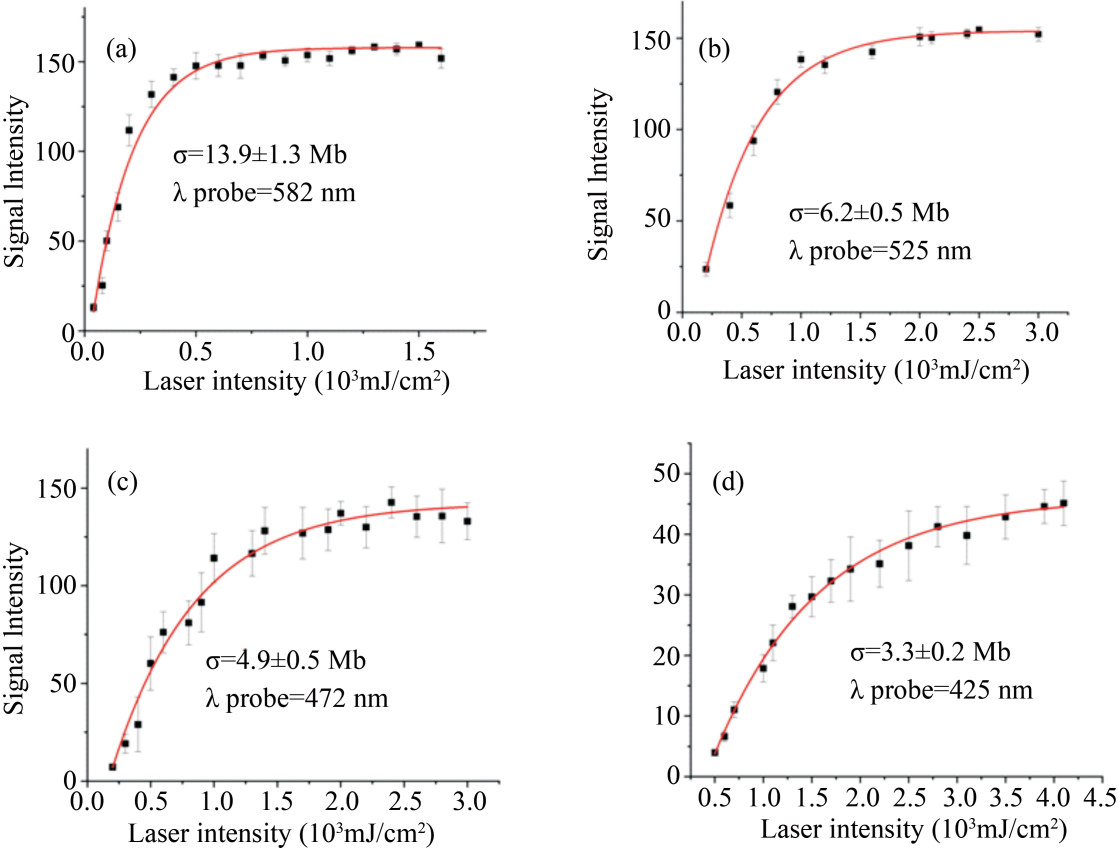 (a)
Signal Intensity
150
100
50
0
σ=13.9±1.3 Mb
λ probe=582 nm
0.0 0.5 1.0 1.5
Laser intensity (10³mJ/cm²)
(b)
Signal Intensity
150
100
50
0
σ=6.2±0.5 Mb
λ probe=525 nm
0.0 0.5 1.0 1.5 2.0 2.5 3.0
Laser intensity (10³mJ/cm²)
(c)
Signal Intensity
150
100
50
0
σ=4.9±0.5 Mb
λ probe=472 nm
0.0 0.5 1.0 1.5 2.0 2.5 3.0
Laser intensity (10³mJ/cm²)
(d)
50
40
30
20
10
0
σ=3.3±0.2 Mb
λ probe=425 nm
0.5 1.0 1.5 2.0 2.5 3.0 3.5 4.0 4.5
Laser intensity (10³mJ/cm²)